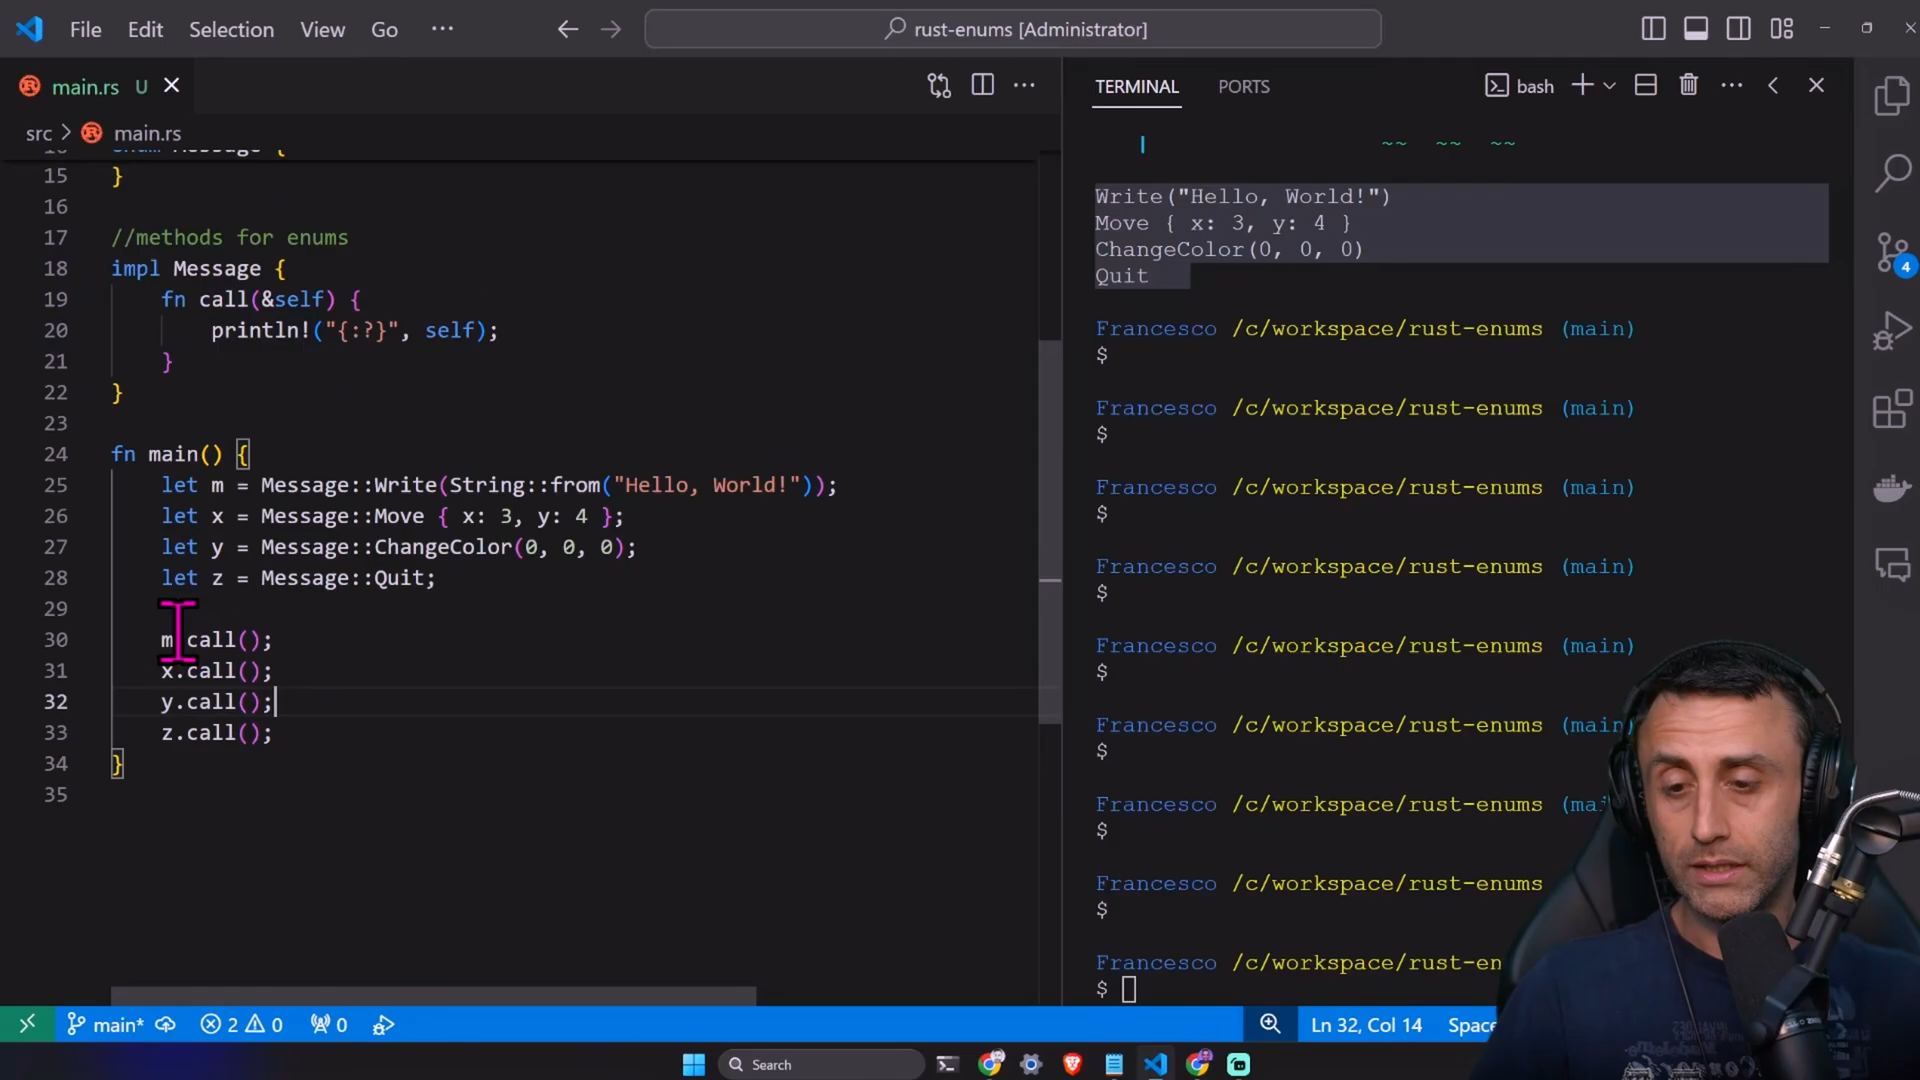 File Edit Selection View Go ··· rust-enums [Administrator]
main.rs U
src > main.rs
15 }
16
17 //methods for enums
18 impl Message {
19 fn call(&self) {
20 println!("{:?}", self);
21 }
22 }
23
24 fn main() {
25 let m = Message::Write(String::from("Hello, World!"));
26 let x = Message::Move { x: 3, y: 4 };
27 let y = Message::ChangeColor(0, 0, 0);
28 let z = Message::Quit;
29
30 m.call();
31 x.call();
32 y.call();
33 z.call();
34 }
35
TERMINAL PORTS bash
| ~~ ~~ ~~
Write("Hello, World!")
Move { x: 3, y: 4 }
ChangeColor(0, 0, 0)
Quit
Francesco /c/workspace/rust-enums (main)
$
Francesco /c/workspace/rust-enums (main)
$
Francesco /c/workspace/rust-enums (main)
$
Francesco /c/workspace/rust-enums (main)
$
Francesco /c/workspace/rust-enums (main)
$
Francesco /c/workspace/rust-enums (main)
$
Francesco /c/workspace/rust-enums (mai
$
Francesco /c/workspace/rust-enums
$
Francesco /c/workspace/rust-en
$
4
main* 2 0 0 Ln 32, Col 14 Space
Search